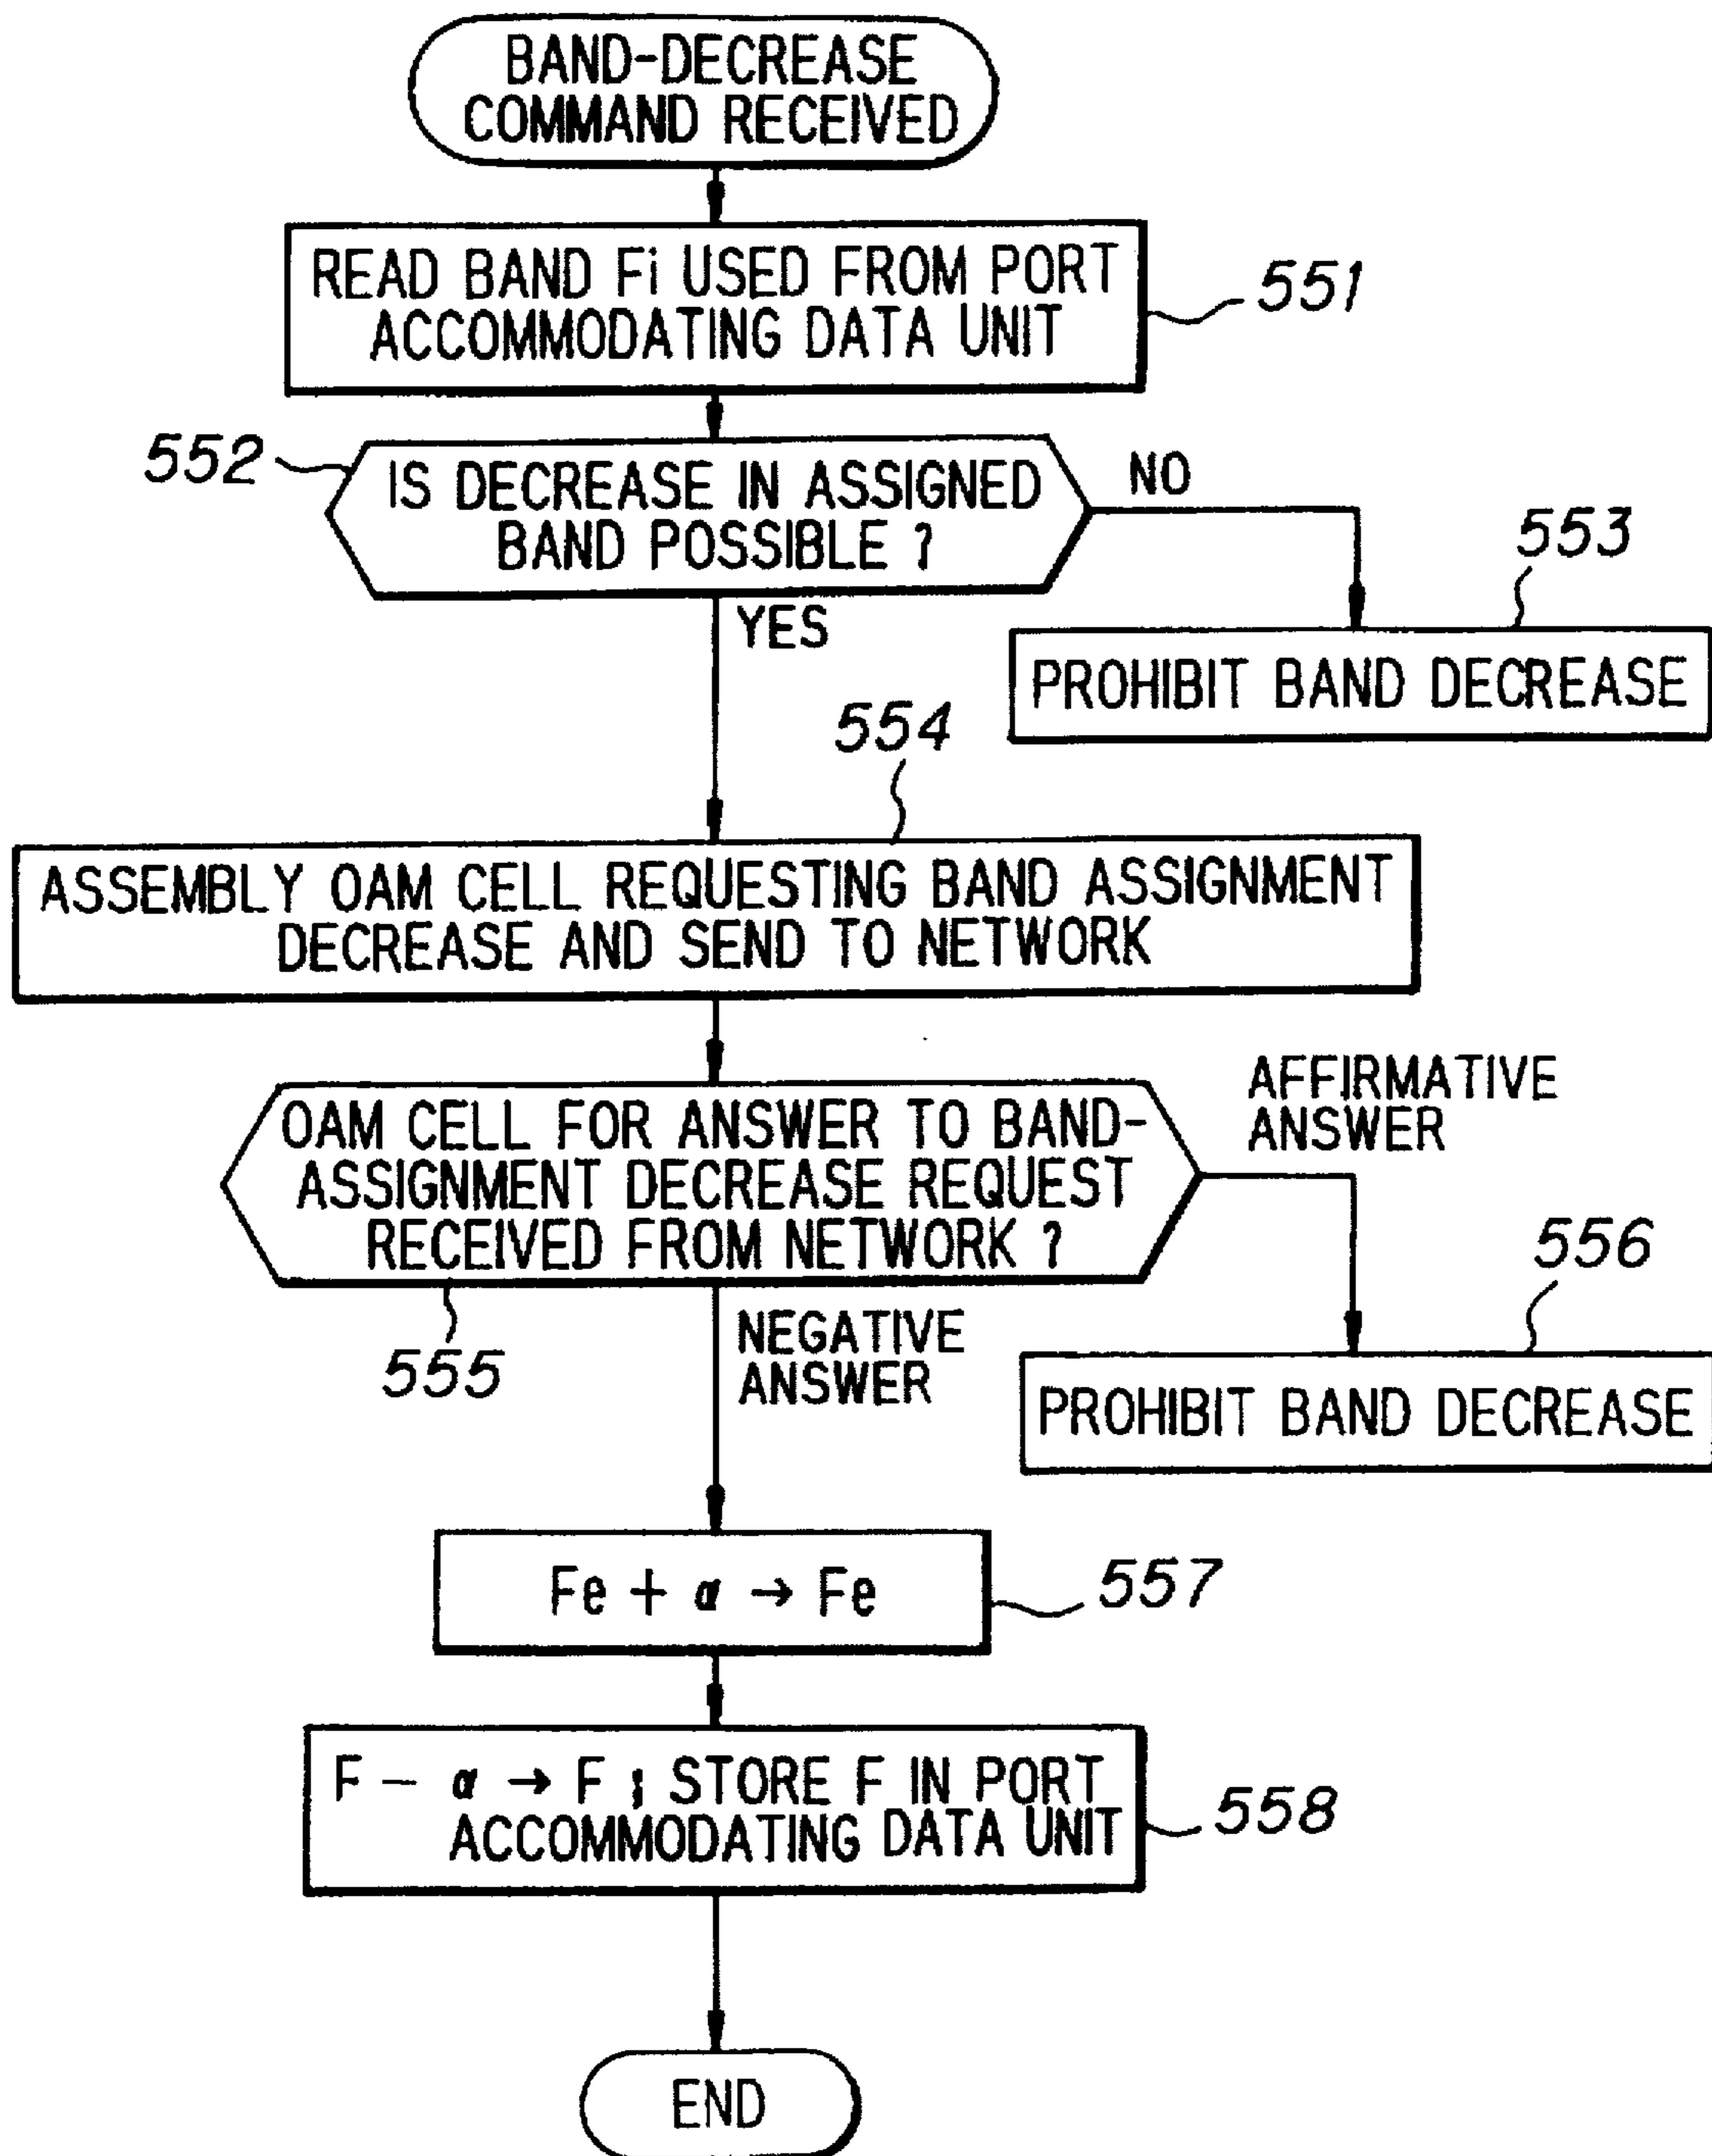 BAND-DECREASE
COMMAND RECEIVED
READ BAND Fi USED FROM PORT
ACCOMMODATING DATA UNIT
551
552
IS DECREASE IN ASSIGNED
BAND POSSIBLE ?
NO
YES
553
PROHIBIT BAND DECREASE
554
ASSEMBLY OAM CELL REQUESTING BAND ASSIGNMENT
DECREASE AND SEND TO NETWORK
OAM CELL FOR ANSWER TO BAND-
ASSIGNMENT DECREASE REQUEST
RECEIVED FROM NETWORK ?
AFFIRMATIVE
ANSWER
555
NEGATIVE
ANSWER
556
PROHIBIT BAND DECREASE
Fe + α → Fe
557
F - α → F ; STORE F IN PORT
ACCOMMODATING DATA UNIT
558
END